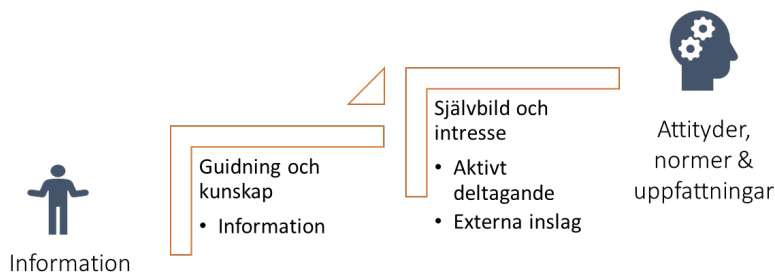 Information
Guidning och
kunskap
• Information
Självbild och
intresse
• Aktivt
deltagande
• Externa inslag
Attityder,
normer &
uppfattningar